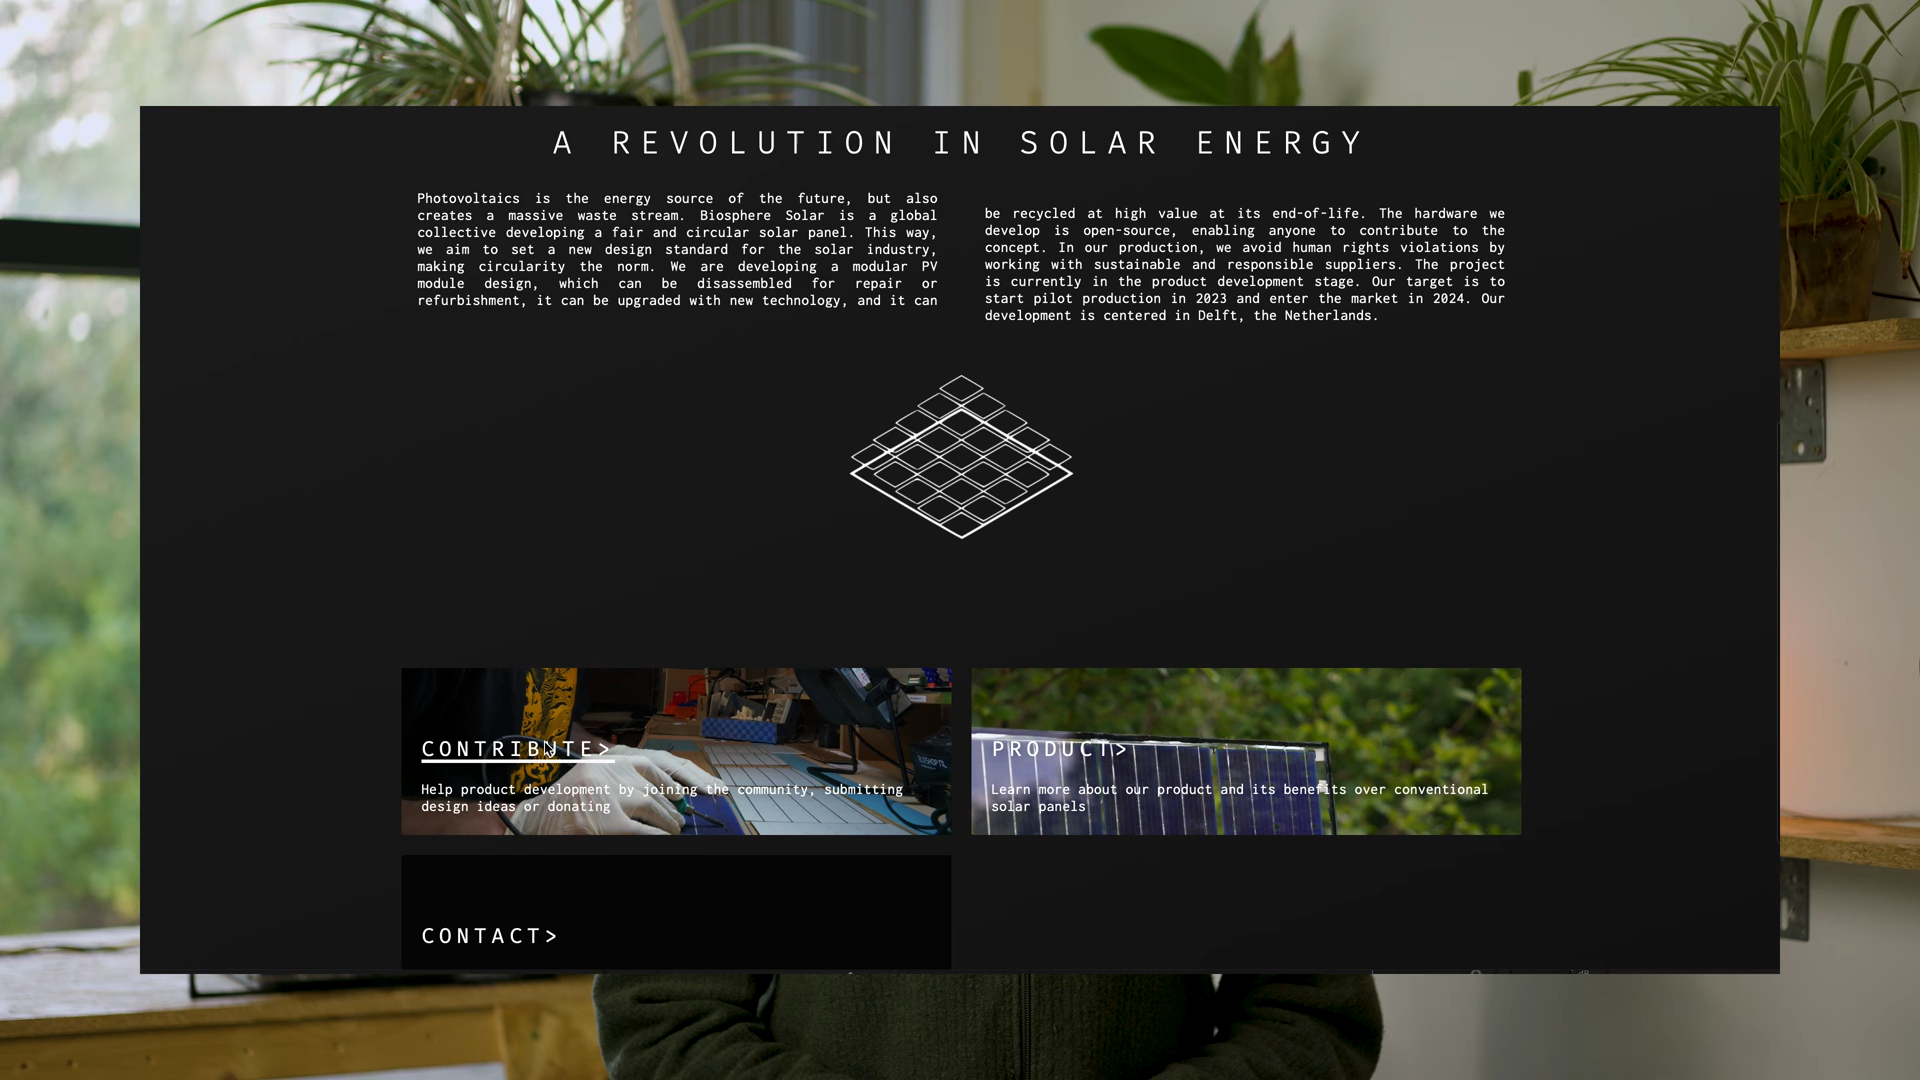 A REVOLUTION IN SOLAR ENERGY
Photovoltaics is the energy source of the future, but also
creates a massive waste stream. Biosphere Solar is a global
collective developing a fair and circular solar panel. This way,
we aim to set a new design standard for the solar industry,
making circularity the norm. We are developing a modular PV
module design, which can be disassembled for repair or
refurbishment, it can be upgraded with new technology, and it can
be recycled at high value at its end-of-life. The hardware we
develop is open-source, enabling anyone to contribute to the
concept. In our production, we avoid human rights violations by
working with sustainable and responsible suppliers. The project
is currently in the product development stage. Our target is to
start pilot production in 2023 and enter the market in 2024. Our
development is centered in Delft, the Netherlands.
CONTRIBUTE>
Help product development by joining the community, submitting
design ideas or donating
PRODUCT>
Learn more about our product and its benefits over conventional
solar panels
CONTACT>